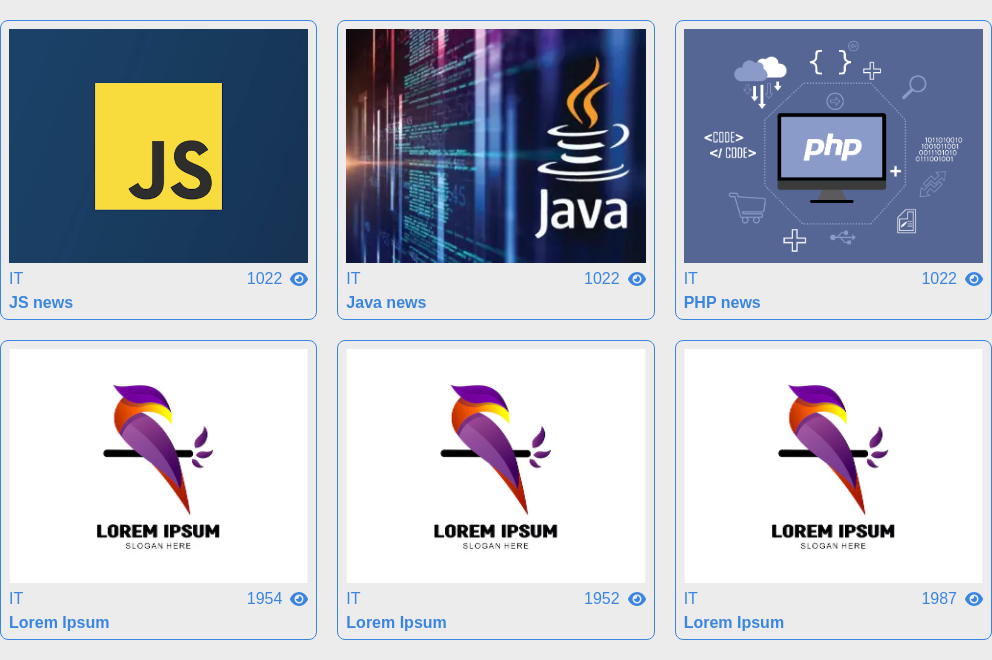 JS
Java
{ }
<CODE>
</ CODE>
php
1011010010
1001011001
0011101010
0111001001
IT 1022
JS news
IT 1022
Java news
IT 1022
PHP news
LOREM IPSUM
SLOGAN HERE
LOREM IPSUM
SLOGAN HERE
LOREM IPSUM
SLOGAN HERE
IT 1954
Lorem Ipsum
IT 1952
Lorem Ipsum
IT 1987
Lorem Ipsum